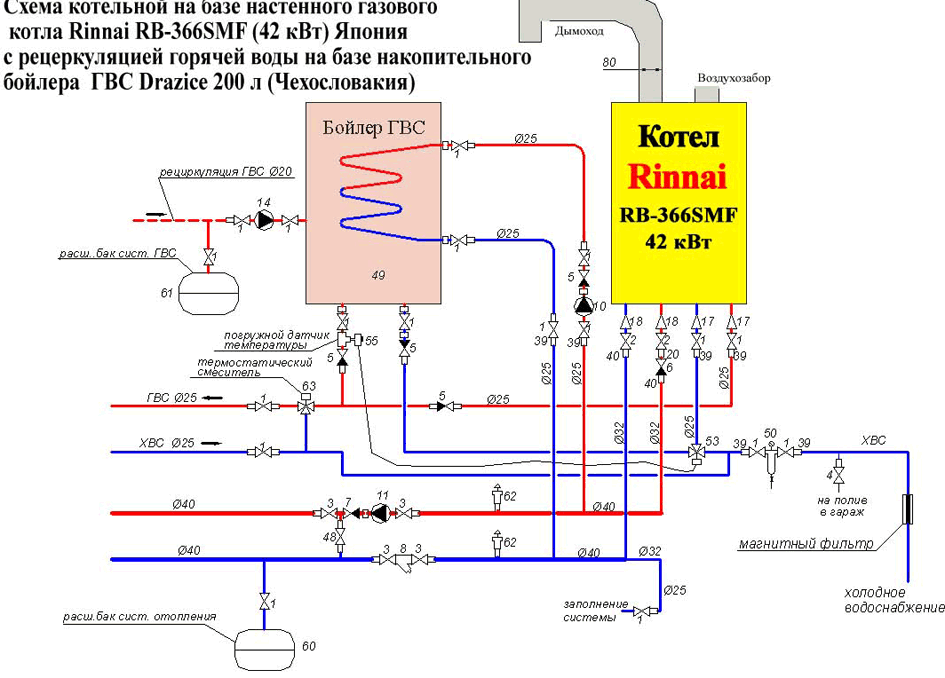 Схема котельной на базе настенного газового
котла Rinnai RB-366SMF (42 кВт) Япония
с рецеркуляцией горячей воды на базе накопительного
бойлера ГВС Drazice 200 л (Чехословакия)
Дымоход
80
Воздухозабор
Бойлер ГВС
49
Котел
Rinnai
RB-366SMF
42 кВт
1
Ø25
1
Ø25
рециркуляция ГВС Ø20
14
1
1
1
расш..бак сист. ГВС
61
1
5
10
1
39
1
39
18
18
17
17
2
2
1
1
40
20
39
39
6
40
1
1
погружной датчик
температуры
55
5
5
термостатический
смеситель
63
Ø25
Ø25
Ø25
ГВС Ø25
1
5
Ø25
Ø32
Ø32
Ø25
ХВС Ø25
1
53
39
1
50
1
39
ХВС
4
на полив
в гараж
магнитный фильтр
холодное
водоснабжение
Ø40
3
7
11
3
62
Ø40
48
62
Ø40
3
8
3
Ø40
Ø32
Ø25
1
заполнение
системы
1
расш.бак сист. отопления
60